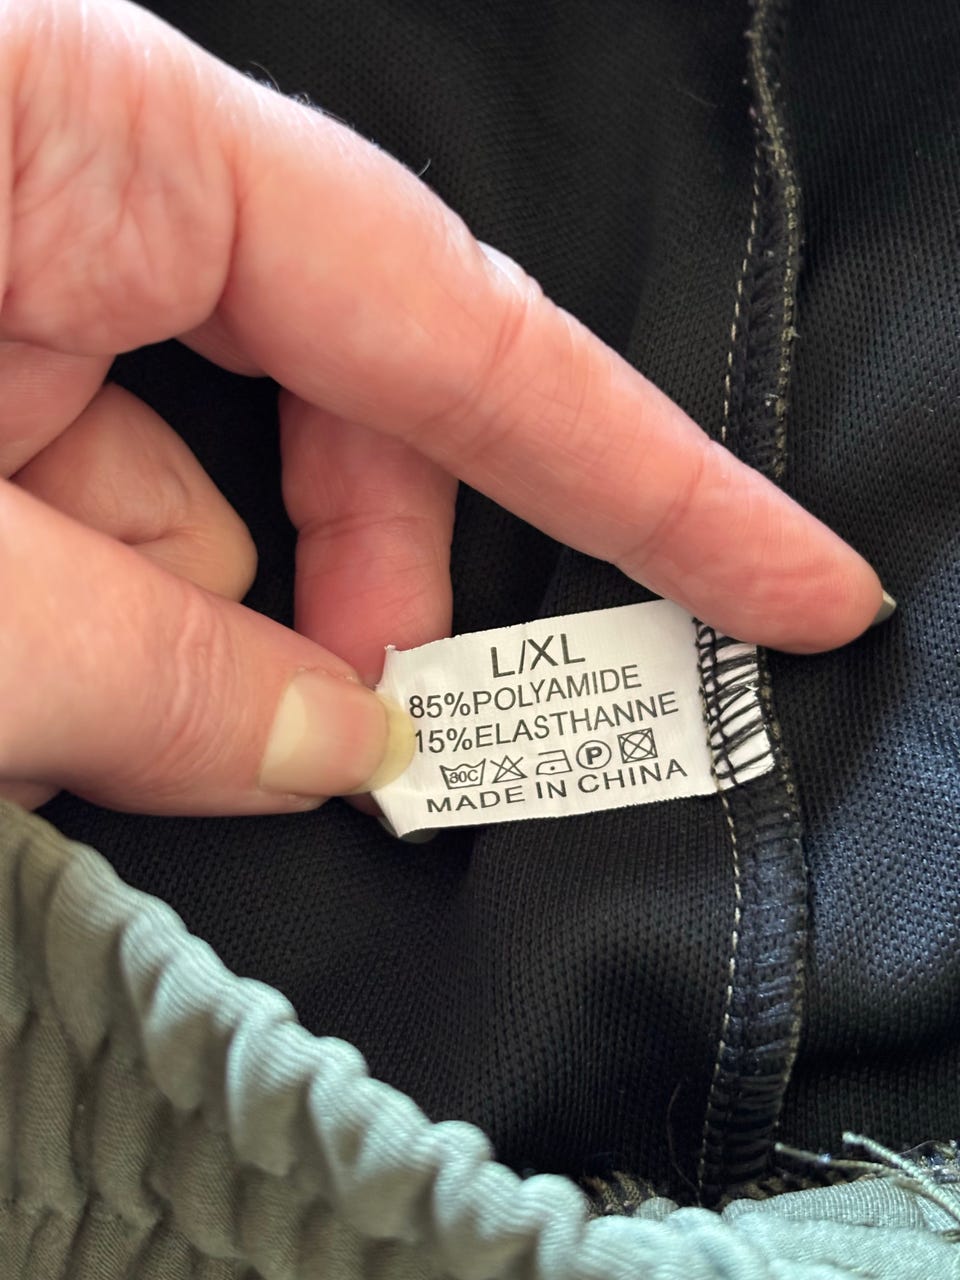 L/XL
85%POLYAMIDE
15%ELASTHANNE
30C P
MADE IN CHINA